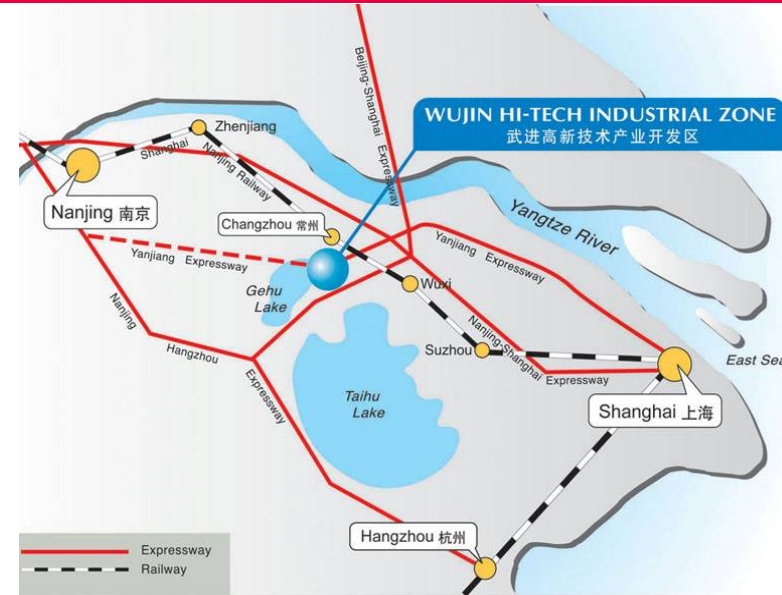 Beijing-Shanghai Expressway
WUJIN HI-TECH INDUSTRIAL ZONE
武进高新技术产业开发区
Zhenjiang
Shanghai
Nanjing Railway
Nanjing 南京
Changzhou 常州
Yangtze River
Yanjiang Expressway
Yanjiang Expressway
Gehu
Lake
Wuxi
Nanjing
Hangzhou
Expressway
Nanjing-Shanghai
Expressway
Suzhou
East Sea
Taihu
Lake
Shanghai 上海
Hangzhou 杭州
Expressway
Railway